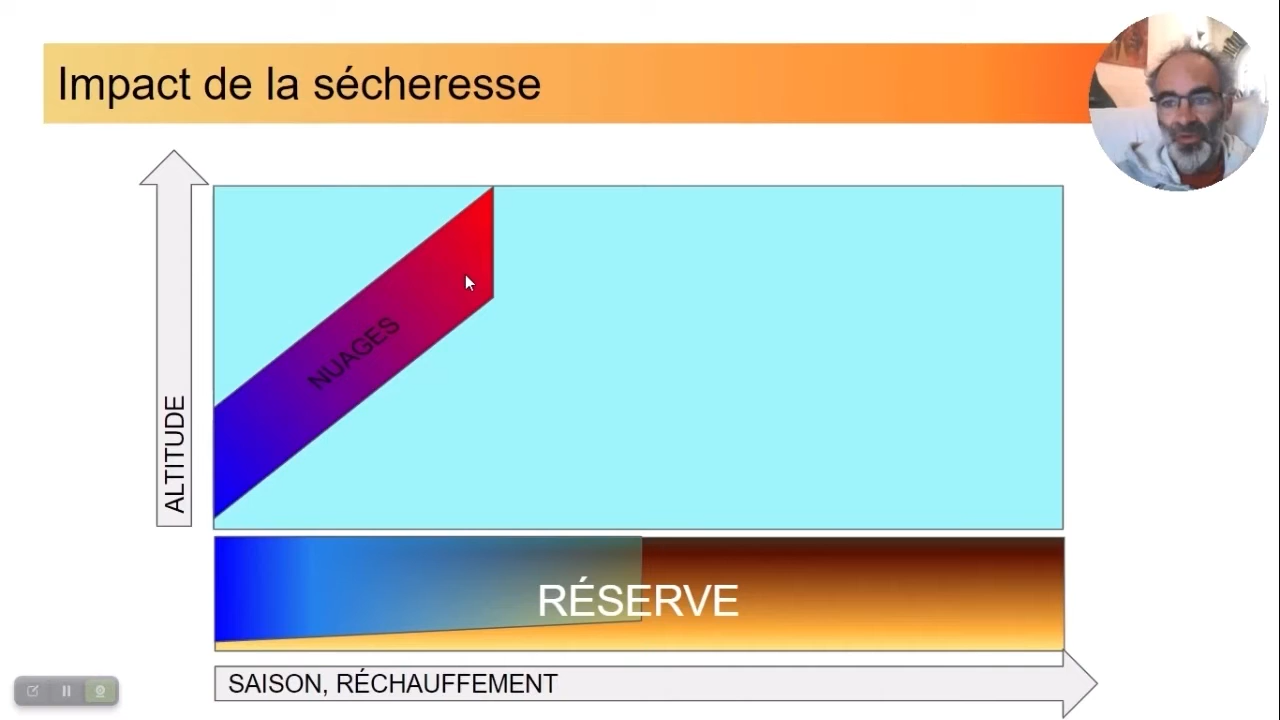 Impact de la sécheresse
ALTITUDE
NUAGES
RÉSERVE
SAISON, RÉCHAUFFEMENT